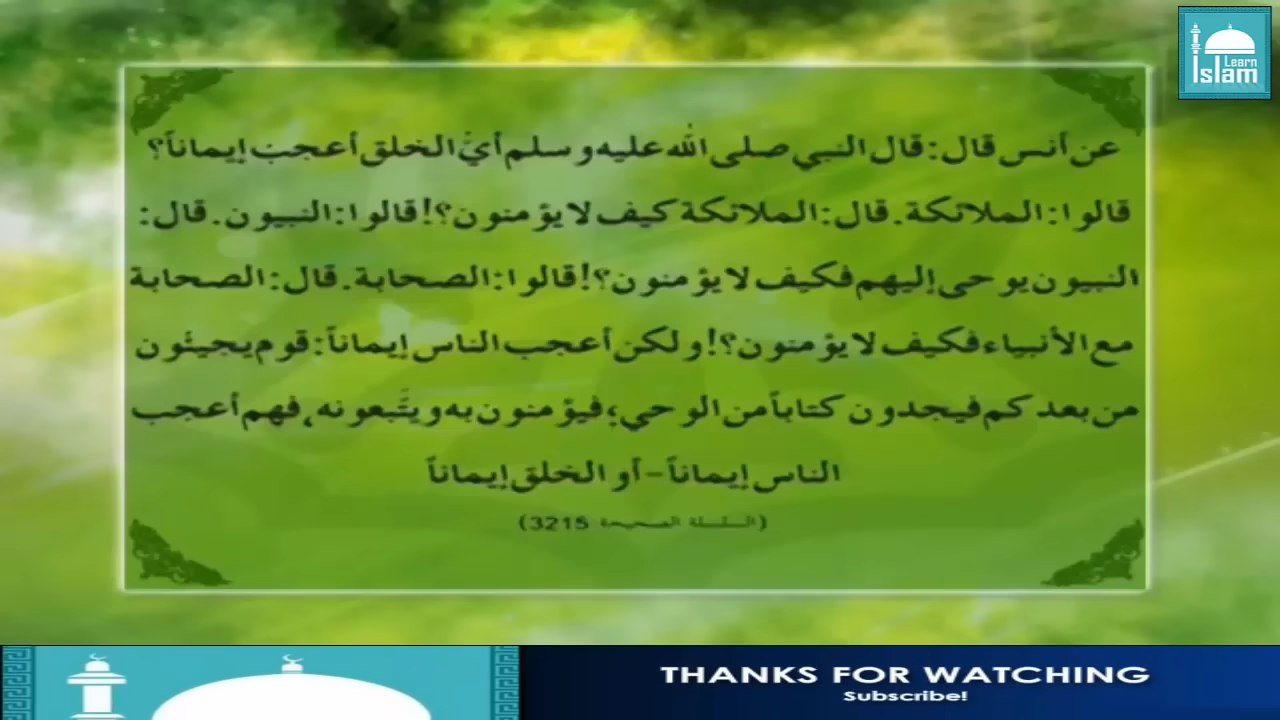 Learn
Islam
عن أنس قال: قال النبي صلى الله عليه وسلم أيُّ الخلق أعجب إيماناً؟
قالوا: الملائكة. قال: الملائكة كيف لا يؤمنون؟! قالوا: النبيون. قال:
النبيون يوحى إليهم فكيف لا يؤمنون؟! قالوا: الصحابة. قال: الصحابة
مع الأنبياء فكيف لا يؤمنون؟! ولكن أعجب الناس إيماناً: قوم يجيئون
من بعدكم فيجدون كتاباً من الوحي؛ فيؤمنون به ويتَّبعونه، فهم أعجب
الناس إيماناً - أو الخلق إيماناً
(السلسلة الصحيحة 3215)
THANKS FOR WATCHING
Subscribe!